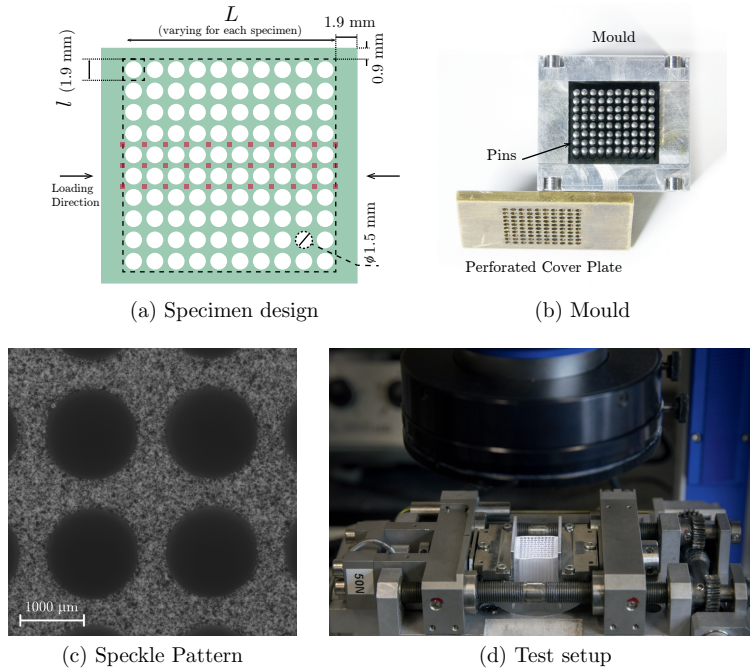 L
(varying for each specimen)
1.9 mm
0.9 mm
l (1.9 mm)
Loading
Direction
ϕ1.5 mm
(a) Specimen design
Mould
Pins
Perforated Cover Plate
(b) Mould
1000 μm
(c) Speckle Pattern
50N
(d) Test setup